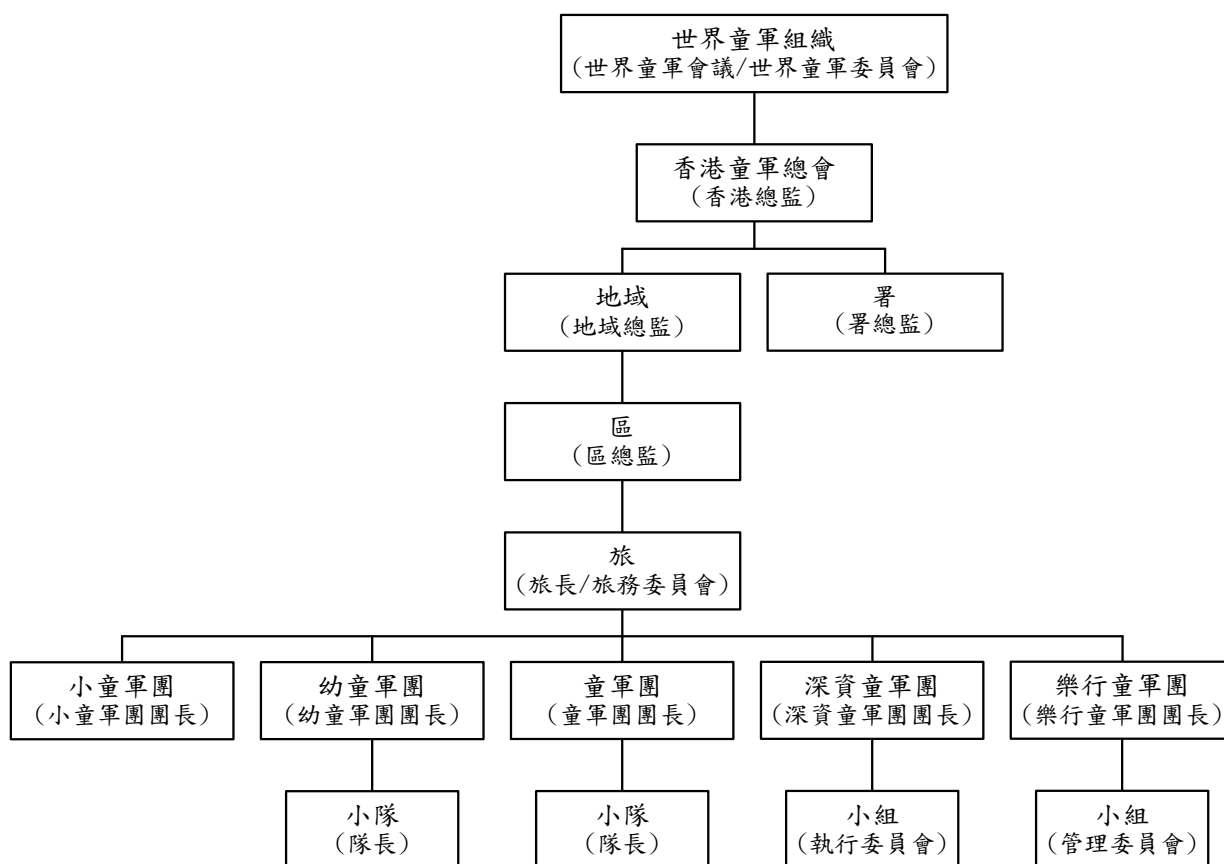 世界童軍組織
(世界童軍會議/世界童軍委員會)
香港童軍總會
(香港總監)
地域
(地域總監)
署
(署總監)
區
(區總監)
旅
(旅長/旅務委員會)
小童軍團
(小童軍團團長)
幼童軍團
(幼童軍團團長)
童軍團
(童軍團團長)
深資童軍團
(深資童軍團團長)
樂行童軍團
(樂行童軍團團長)
小隊
(隊長)
小隊
(隊長)
小組
(執行委員會)
小組
(管理委員會)